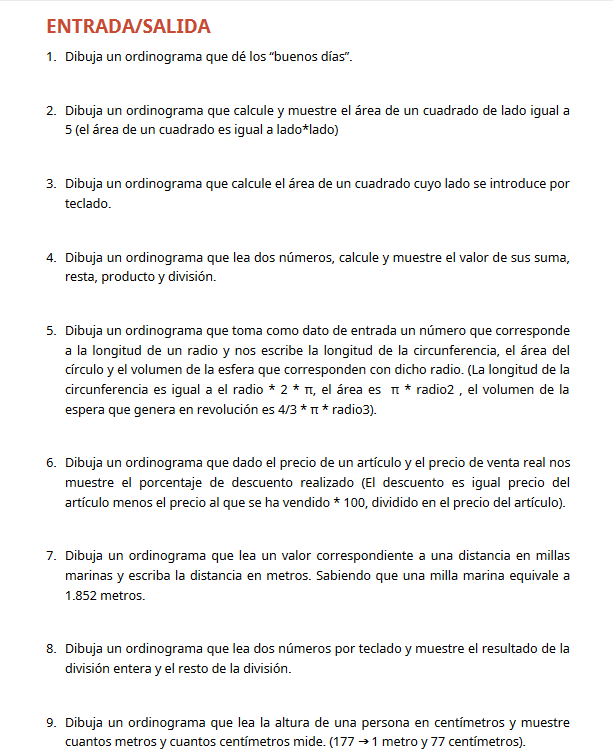 ENTRADA/SALIDA
1. Dibuja un ordinograma que dé los “buenos días”.
2. Dibuja un ordinograma que calcule y muestre el área de un cuadrado de lado igual a
5 (el área de un cuadrado es igual a lado*lado)
3. Dibuja un ordinograma que calcule el área de un cuadrado cuyo lado se introduce por
teclado.
4. Dibuja un ordinograma que lea dos números, calcule y muestre el valor de sus suma,
resta, producto y división.
5. Dibuja un ordinograma que toma como dato de entrada un número que corresponde
a la longitud de un radio y nos escribe la longitud de la circunferencia, el área del
círculo y el volumen de la esfera que corresponden con dicho radio. (La longitud de la
circunferencia es igual a el radio * 2 * π, el área es π * radio2 , el volumen de la
espera que genera en revolución es 4/3 * π * radio3).
6. Dibuja un ordinograma que dado el precio de un artículo y el precio de venta real nos
muestre el porcentaje de descuento realizado (El descuento es igual precio del
artículo menos el precio al que se ha vendido * 100, dividido en el precio del artículo).
7. Dibuja un ordinograma que lea un valor correspondiente a una distancia en millas
marinas y escriba la distancia en metros. Sabiendo que una milla marina equivale a
1.852 metros.
8. Dibuja un ordinograma que lea dos números por teclado y muestre el resultado de la
división entera y el resto de la división.
9. Dibuja un ordinograma que lea la altura de una persona en centímetros y muestre
cuantos metros y cuantos centímetros mide. (177 → 1 metro y 77 centímetros).